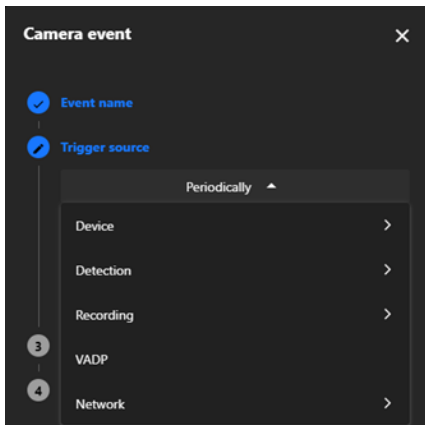 Camera event
Event name
Trigger source
Periodically
Device
Detection
Recording
3
VADP
4
Network